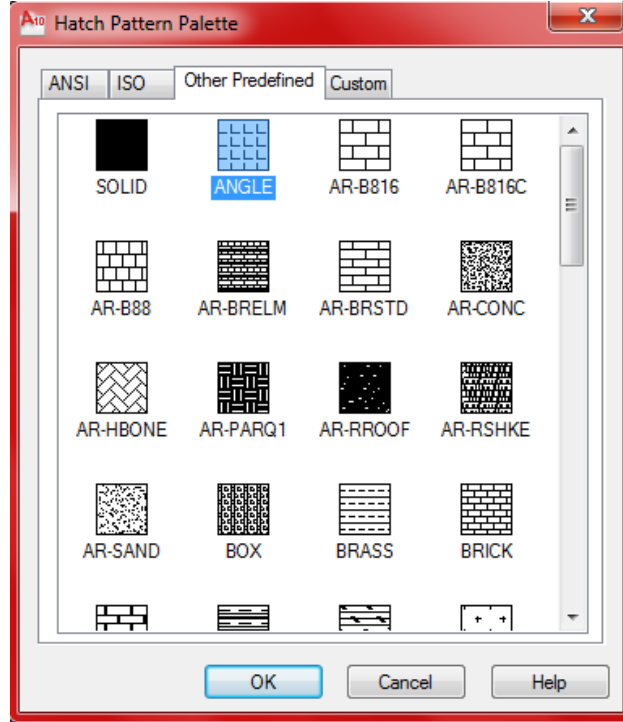 A10 Hatch Pattern Palette
ANSI ISO Other Predefined Custom
SOLID ANGLE AR-B816 AR-B816C
AR-B88 AR-BRELM AR-BRSTD AR-CONC
AR-HBONE AR-PARQ1 AR-RROOF AR-RSHKE
AR-SAND BOX BRASS BRICK
OK Cancel Help